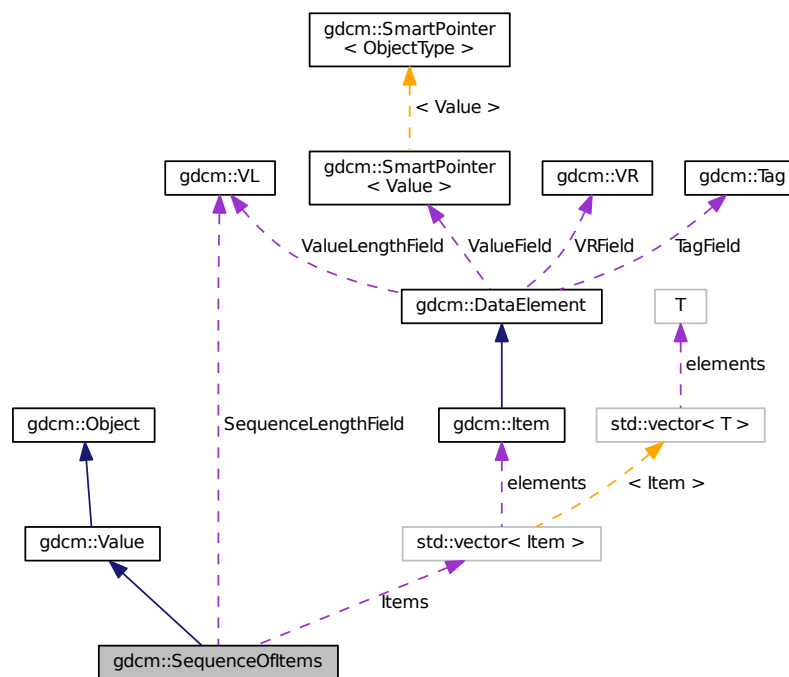 gdcm::SmartPointer
< ObjectType >
< Value >
gdcm::VL
gdcm::SmartPointer
< Value >
gdcm::VR
gdcm::Tag
ValueLengthField
ValueField
VRField
TagField
gdcm::DataElement
T
elements
gdcm::Object
SequenceLengthField
gdcm::Item
std::vector< T >
elements
< Item >
gdcm::Value
std::vector< Item >
Items
gdcm::SequenceOfItems